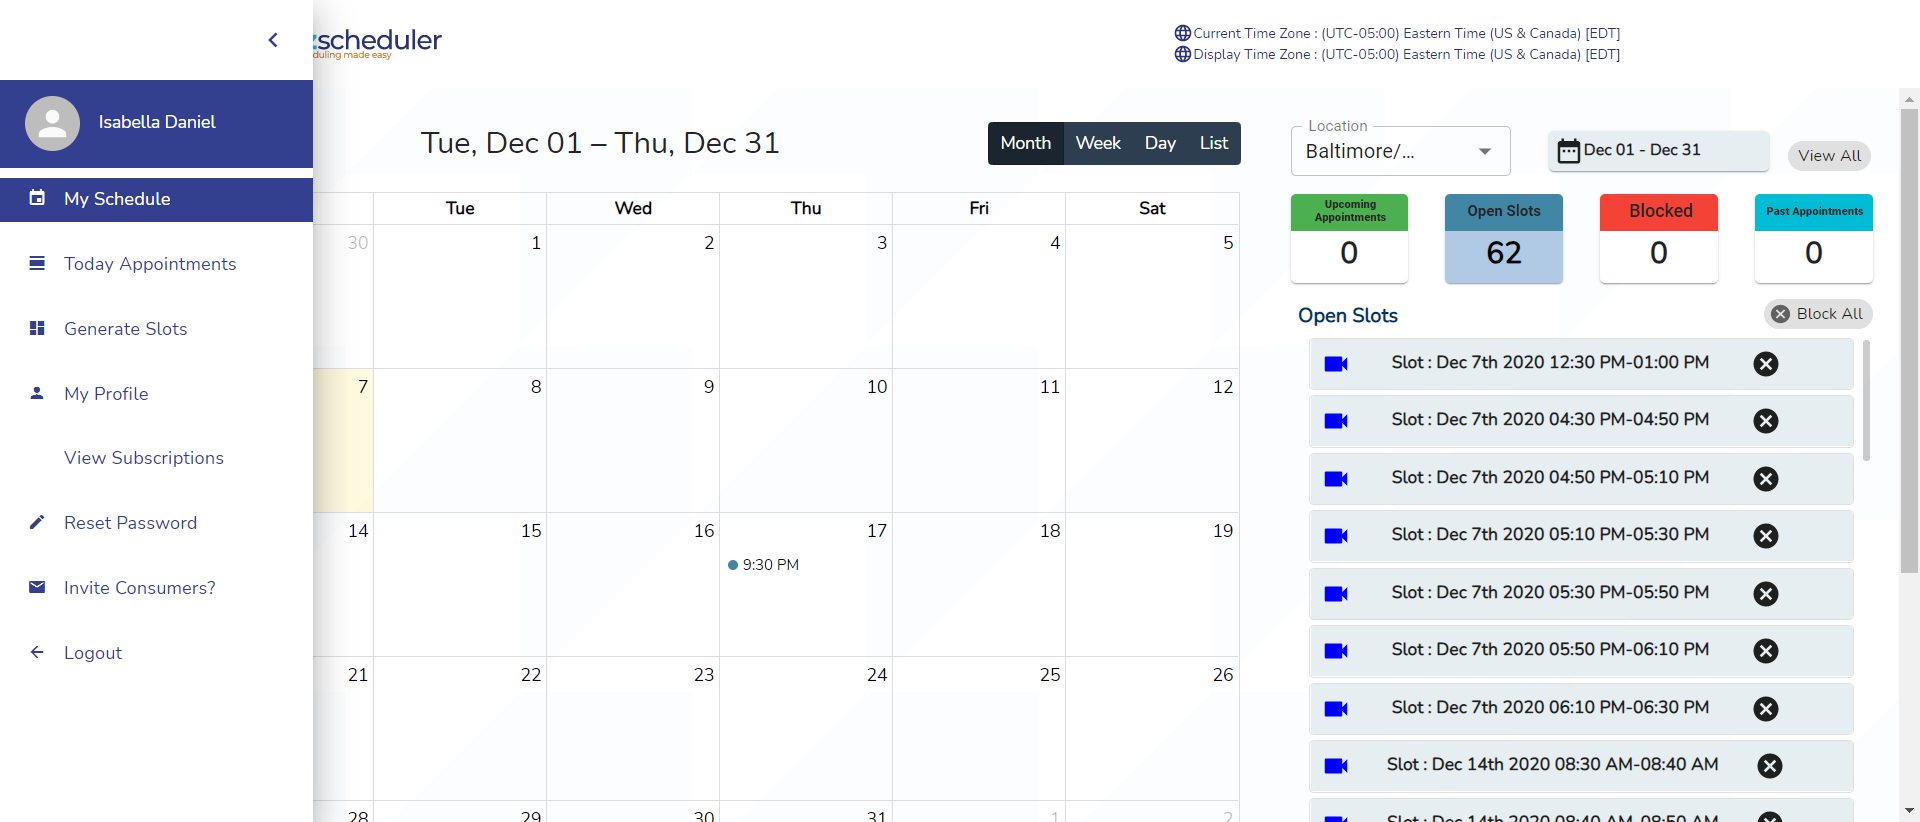 scheduler
duling made easy
Current Time Zone : (UTC-05:00) Eastern Time (US & Canada) [EDT]
Display Time Zone : (UTC-05:00) Eastern Time (US & Canada) [EDT]
Isabella Daniel
My Schedule
Today Appointments
Generate Slots
My Profile
View Subscriptions
Reset Password
Invite Consumers?
Logout
Tue, Dec 01 – Thu, Dec 31
Month Week Day List
Tue Wed Thu Fri Sat
30 1 2 3 4 5
7 8 9 10 11 12
14 15 16 17 18 19
9:30 PM
21 22 23 24 25 26
28 29 30 31 1 2
Location
Baltimore/...
Dec 01 - Dec 31
View All
Upcoming Appointments
0
Open Slots
62
Blocked
0
Past Appointments
0
Open Slots
Block All
Slot : Dec 7th 2020 12:30 PM-01:00 PM
Slot : Dec 7th 2020 04:30 PM-04:50 PM
Slot : Dec 7th 2020 04:50 PM-05:10 PM
Slot : Dec 7th 2020 05:10 PM-05:30 PM
Slot : Dec 7th 2020 05:30 PM-05:50 PM
Slot : Dec 7th 2020 05:50 PM-06:10 PM
Slot : Dec 7th 2020 06:10 PM-06:30 PM
Slot : Dec 14th 2020 08:30 AM-08:40 AM
Slot : Dec 14th 2020 08:40 AM-08:50 AM